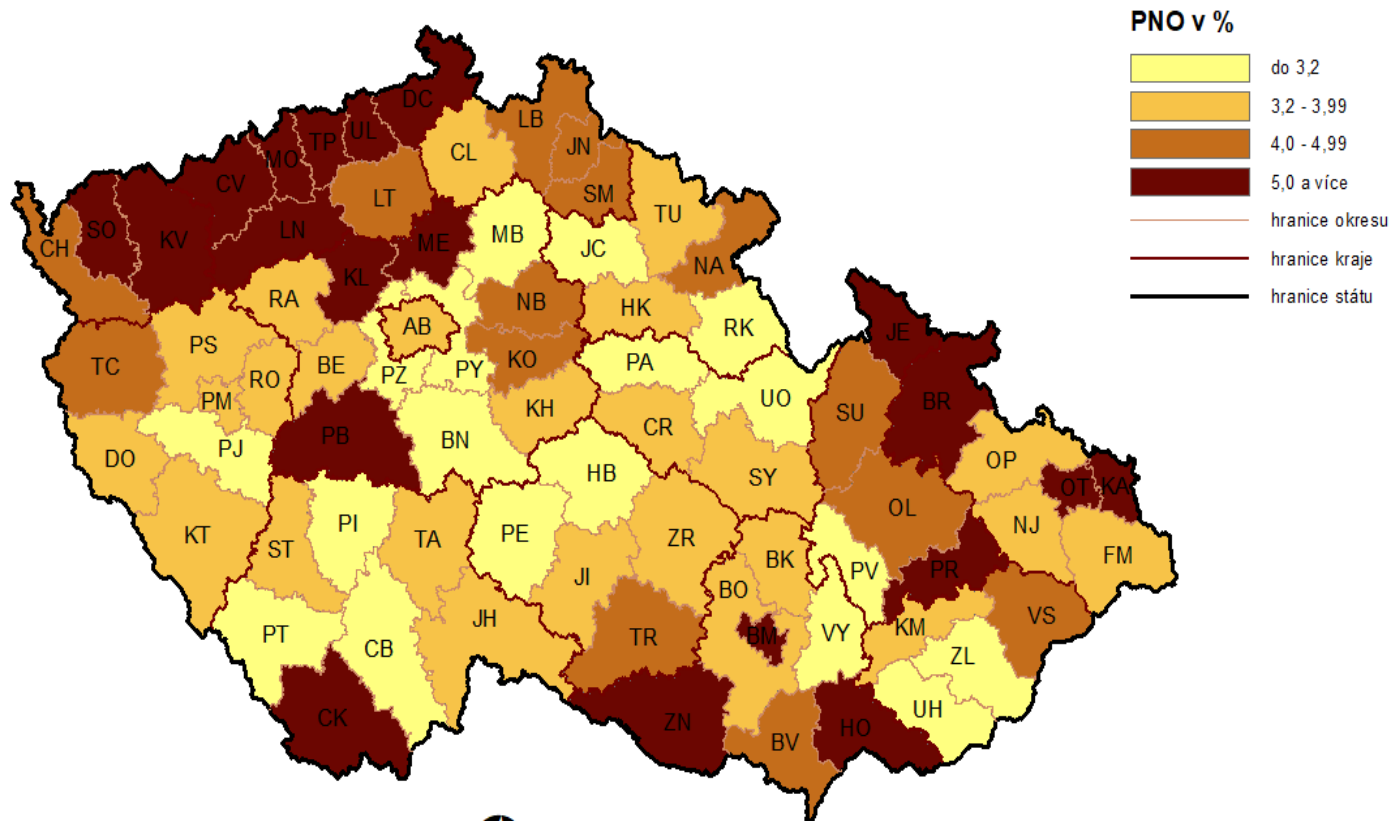 PNO v %
do 3,2
3,2 - 3,99
4,0 - 4,99
5,0 a více
hranice okresu
hranice kraje
hranice státu
DC
LB
UL
TP
JN
CL
MO
CV
LT
SM
TU
SO
LN
MB
KV
ME
JC
CH
NA
KL
RA
NB
HK
AB
RK
JE
PS
TC
BE
KO
PA
RO
PZ
PY
UO
PM
KH
BR
SU
CR
PB
BN
PJ
DO
OP
HB
SY
OT
KA
OL
PI
NJ
KT
PE
TA
ZR
ST
FM
BK
PV
PR
JI
BO
VS
JH
KM
PT
TR
BM
VY
CB
ZL
UH
CK
ZN
HO
BV